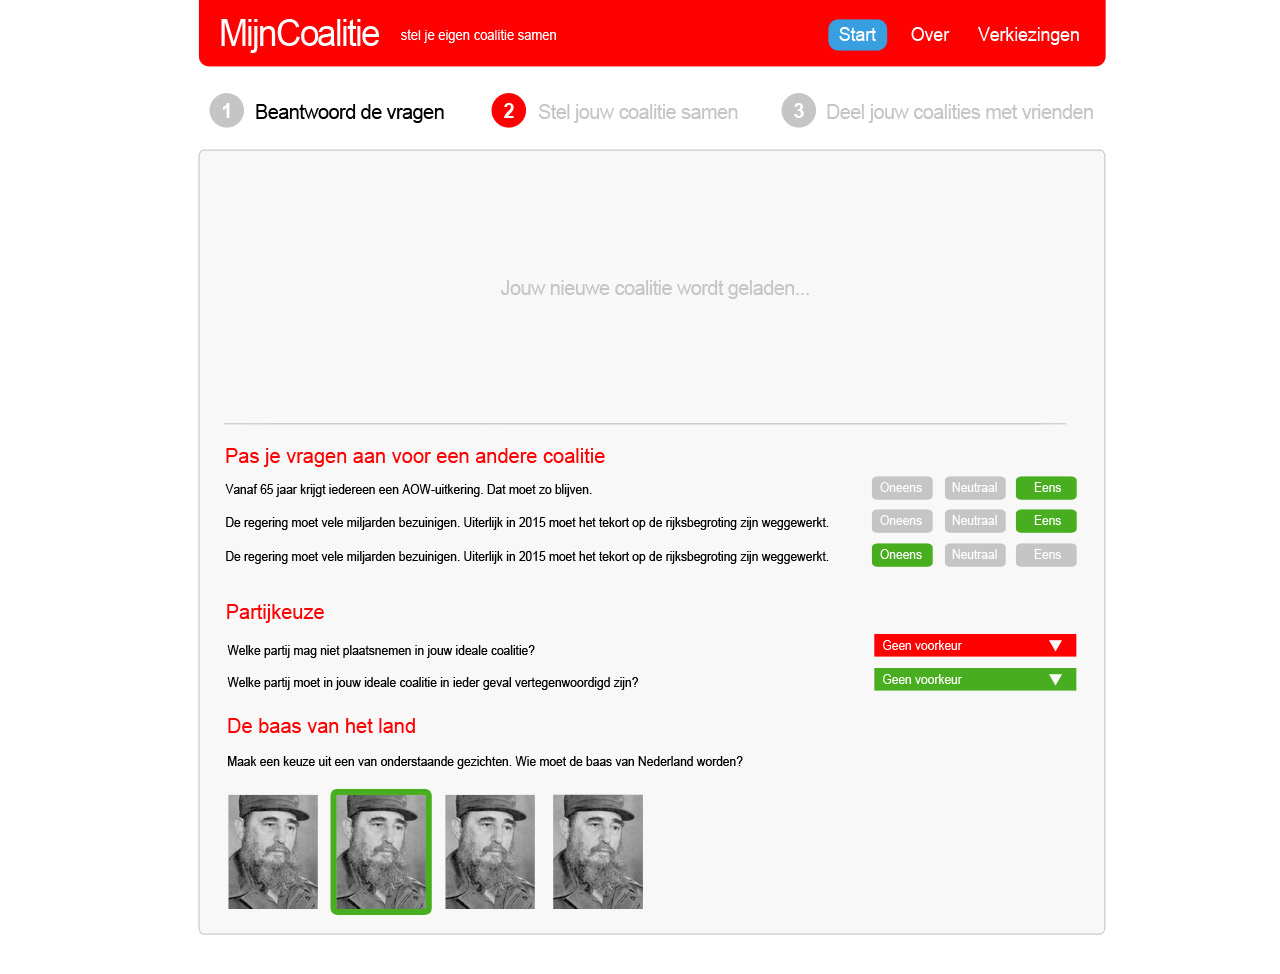 MijnCoalitie stel je eigen coalitie samen Start Over Verkiezingen
1 Beantwoord de vragen 2 Stel jouw coalitie samen 3 Deel jouw coalities met vrienden
Jouw nieuwe coalitie wordt geladen...
Pas je vragen aan voor een andere coalitie
Vanaf 65 jaar krijgt iedereen een AOW-uitkering. Dat moet zo blijven. Oneens Neutraal Eens
De regering moet vele miljarden bezuinigen. Uiterlijk in 2015 moet het tekort op de rijksbegroting zijn weggewerkt. Oneens Neutraal Eens
De regering moet vele miljarden bezuinigen. Uiterlijk in 2015 moet het tekort op de rijksbegroting zijn weggewerkt. Oneens Neutraal Eens
Partijkeuze
Welke partij mag niet plaatsnemen in jouw ideale coalitie? Geen voorkeur
Welke partij moet in jouw ideale coalitie in ieder geval vertegenwoordigd zijn? Geen voorkeur
De baas van het land
Maak een keuze uit een van onderstaande gezichten. Wie moet de baas van Nederland worden?